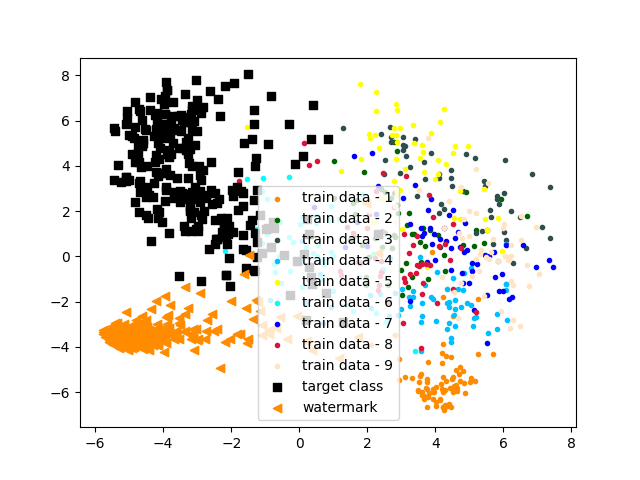 8
6
4
2
0
−2
−4
−6
train data - 1
train data - 2
train data - 3
train data - 4
train data - 5
train data - 6
train data - 7
train data - 8
train data - 9
target class
watermark
−6 −4 −2 0 2 4 6 8